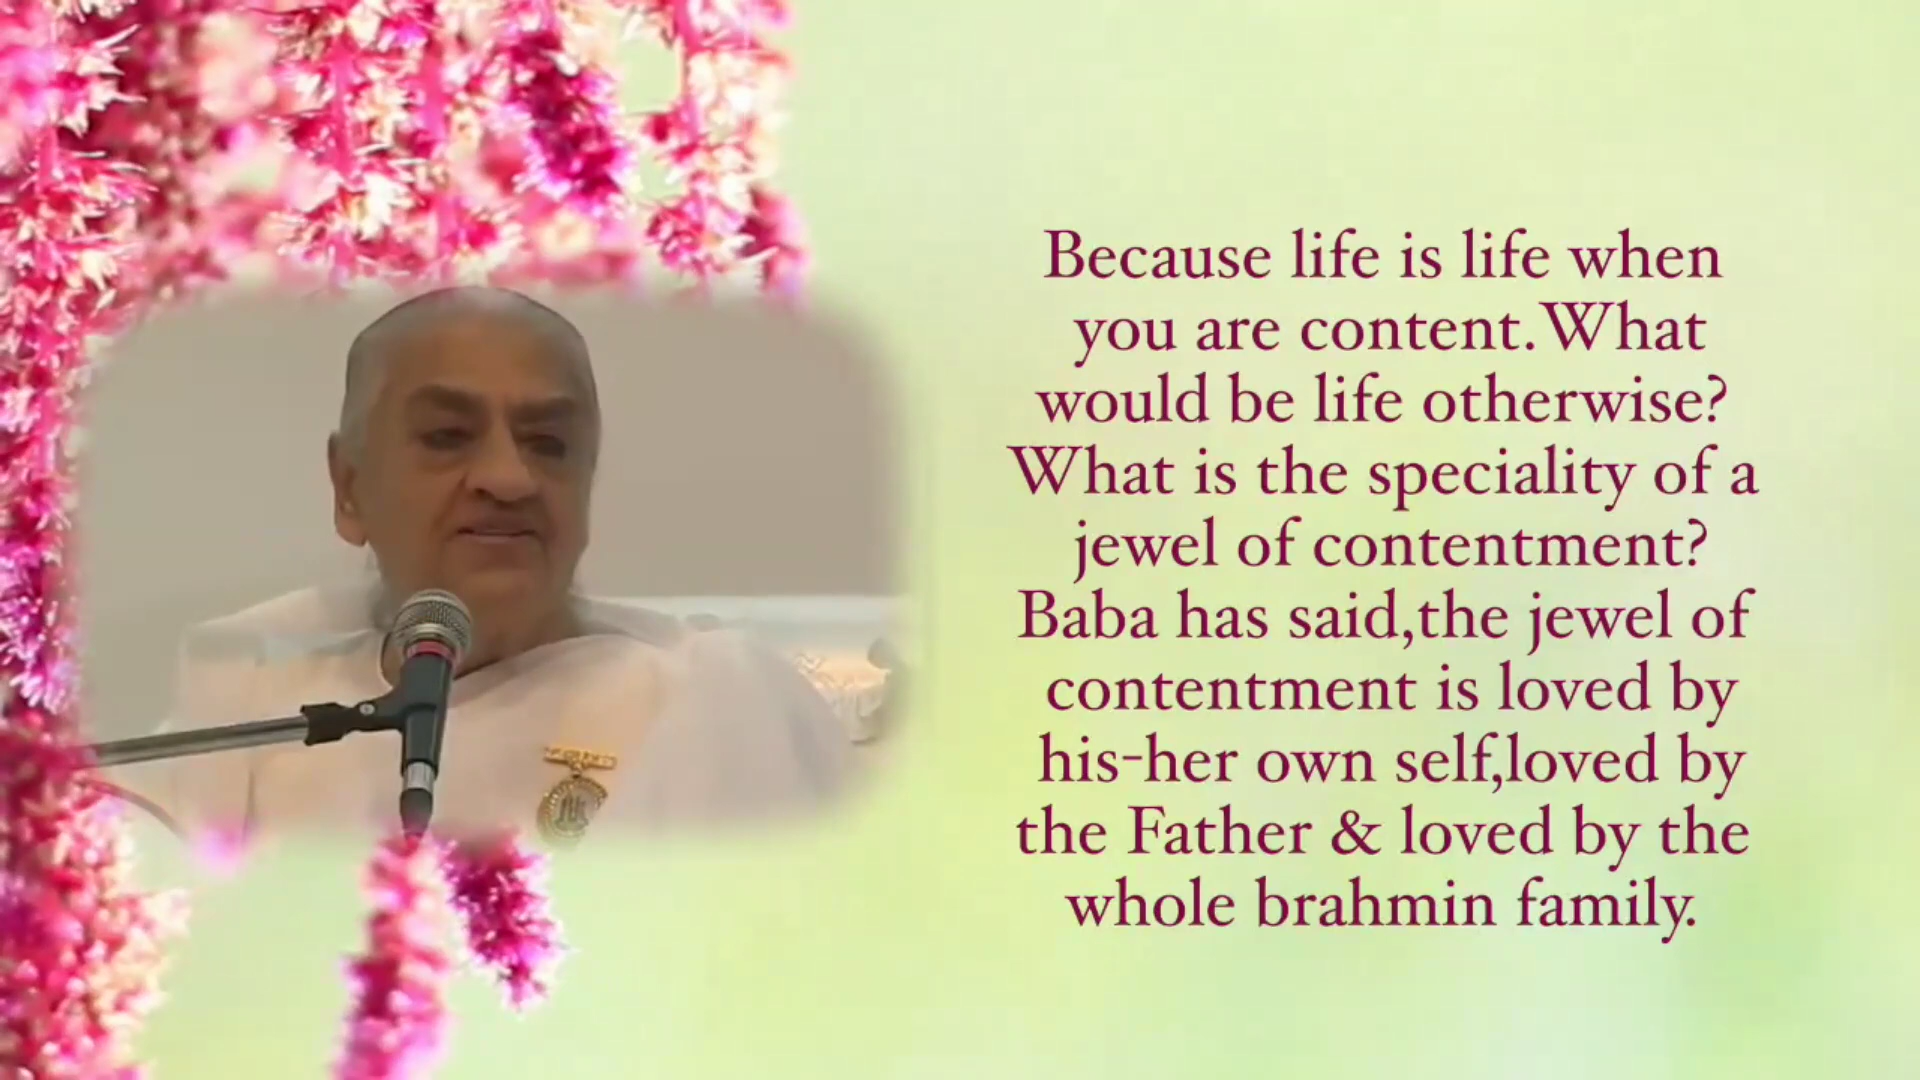 Because life is life when
you are content.What
would be life otherwise?
What is the speciality of a
jewel of contentment?
Baba has said,the jewel of
contentment is loved by
his-her own self,loved by
the Father & loved by the
whole brahmin family.